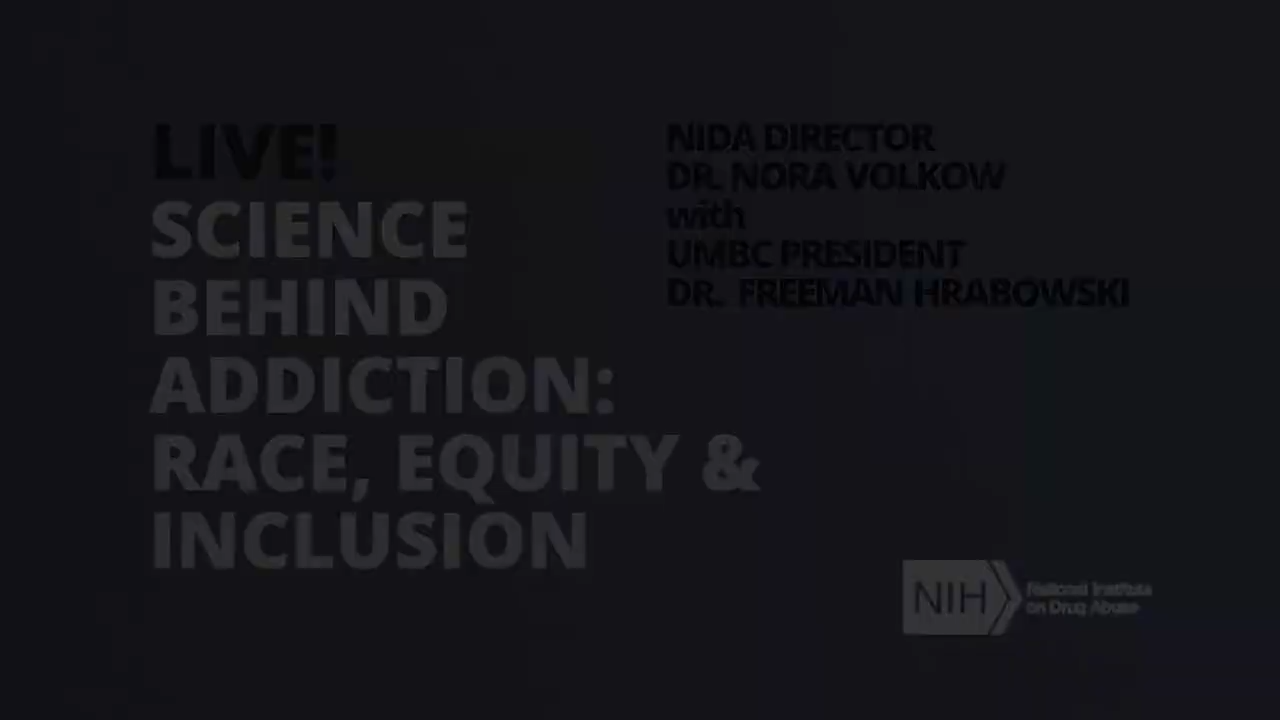 LIVE!
SCIENCE
BEHIND
ADDICTION:
RACE, EQUITY &
INCLUSION
NIDA DIRECTOR
DR. NORA VOLKOW
with
UMBC PRESIDENT
DR. FREEMAN HRABOWSKI
NIH
National Institute
on Drug Abuse